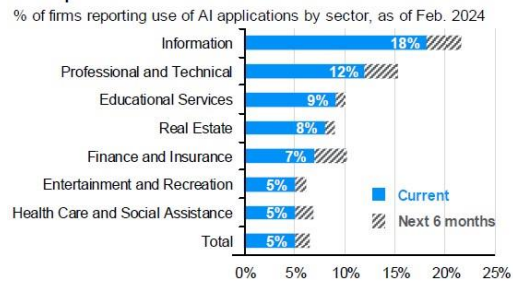 % of firms reporting use of AI applications by sector, as of Feb. 2024
Information 18%
Professional and Technical 12%
Educational Services 9%
Real Estate 8%
Finance and Insurance 7%
Entertainment and Recreation 5%
Health Care and Social Assistance 5%
Total 5%
Current
Next 6 months
0% 5% 10% 15% 20% 25%